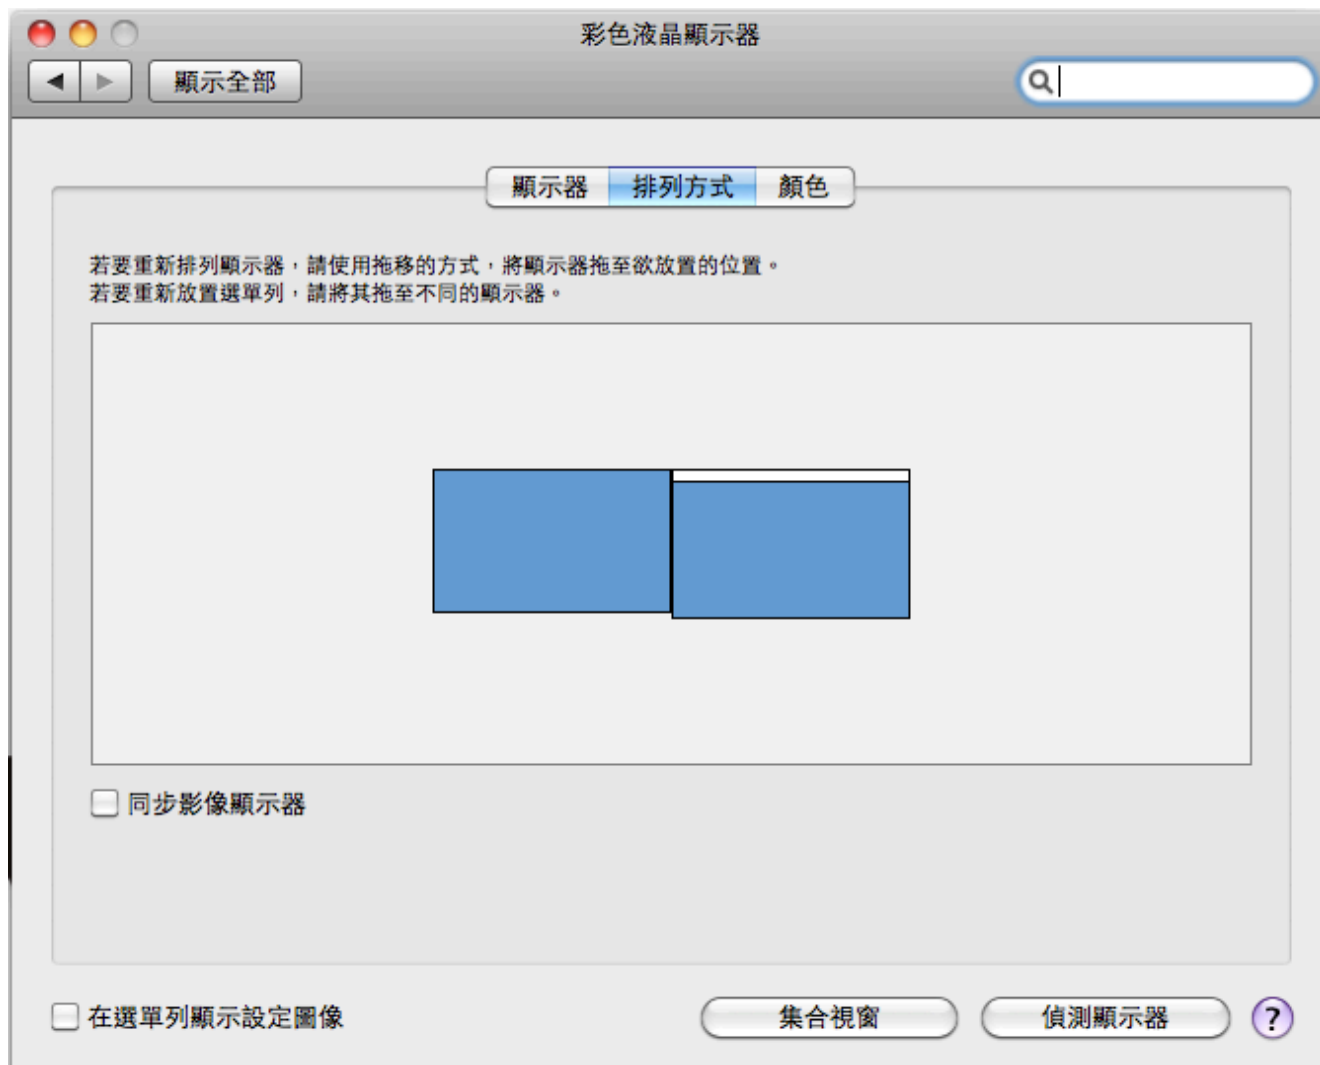 彩色液晶顯示器
顯示全部
顯示器 排列方式 顏色
若要重新排列顯示器，請使用拖移的方式，將顯示器拖至欲放置的位置。
若要重新放置選單列，請將其拖至不同的顯示器。
同步影像顯示器
在選單列顯示設定圖像 集合視窗 偵測顯示器 ?